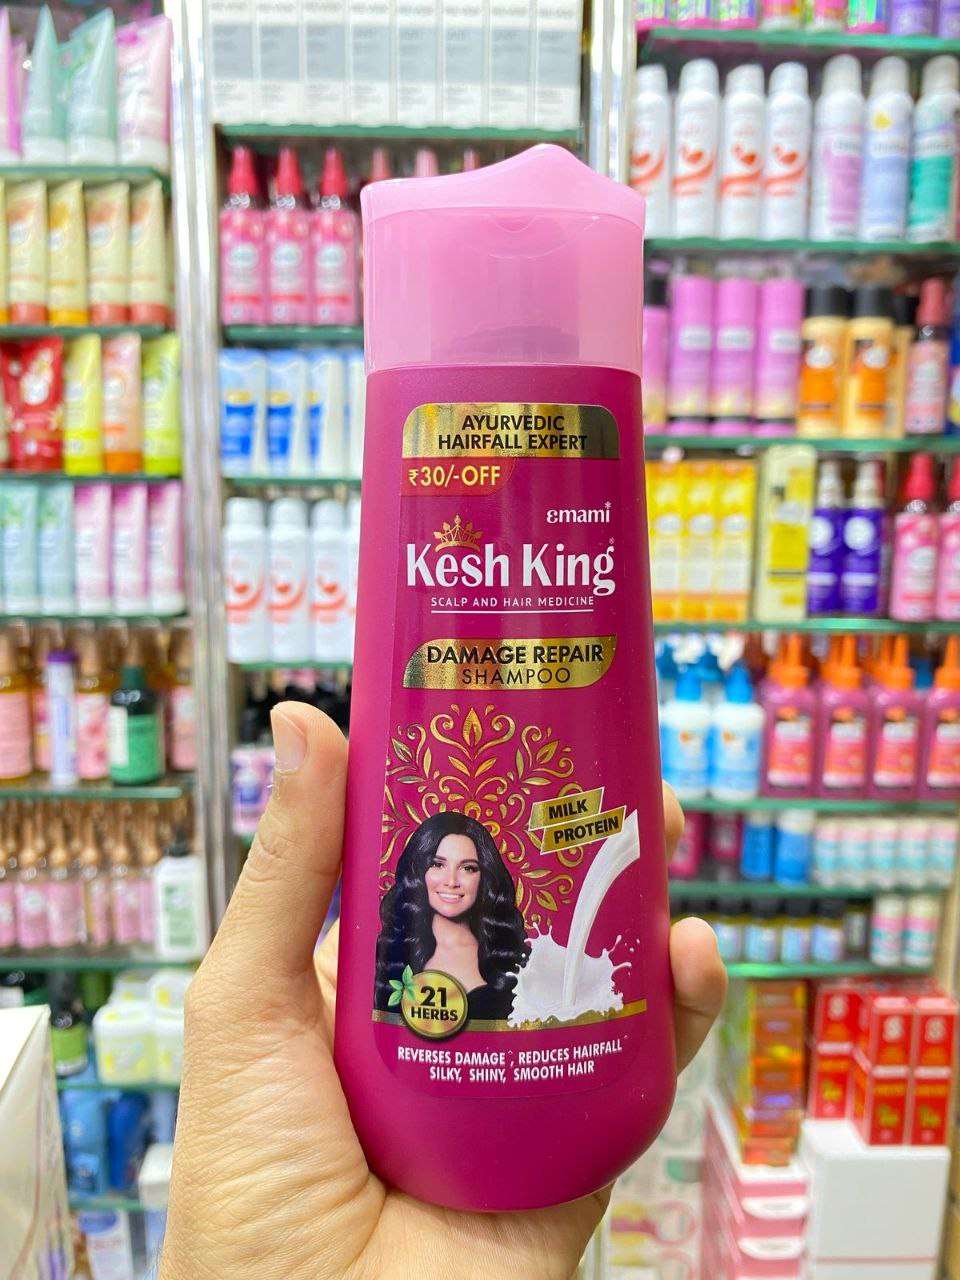 AYURVEDIC
HAIRFALL EXPERT
₹30/-OFF
emami*
Kesh King®
SCALP AND HAIR MEDICINE
DAMAGE REPAIR
SHAMPOO
MILK
PROTEIN
21
HERBS
REVERSES DAMAGE^, REDUCES HAIRFALL~
SILKY, SHINY, SMOOTH HAIR